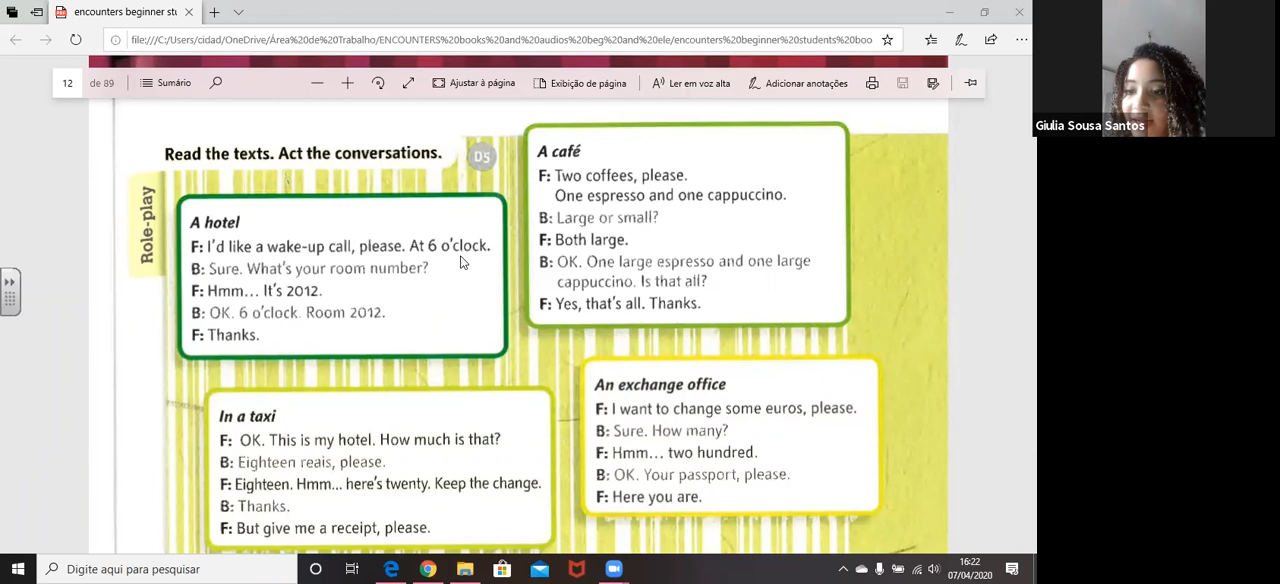 encounters beginner stu
file:///C:/Users/cidad/OneDrive/Área%20de%20Trabalho/ENCOUNTERS%20books%20and%20audios%20beg%20and%20ele/encounters%20beginner%20students%20boo
12 de 89 Sumário Ajustar à página Exibição de página Ler em voz alta Adicionar anotações
Giulia Sousa Santos
Read the texts. Act the conversations. D5
Role-play
A hotel
F: I'd like a wake-up call, please. At 6 o'clock.
B: Sure. What's your room number?
F: Hmm... It's 2012.
B: OK. 6 o'clock. Room 2012.
F: Thanks.
A café
F: Two coffees, please.
One espresso and one cappuccino.
B: Large or small?
F: Both large.
B: OK. One large espresso and one large
cappuccino. Is that all?
F: Yes, that's all. Thanks.
In a taxi
F: OK. This is my hotel. How much is that?
B: Eighteen reais, please.
F: Eighteen. Hmm... here's twenty. Keep the change.
B: Thanks.
F: But give me a receipt, please.
An exchange office
F: I want to change some euros, please.
B: Sure. How many?
F: Hmm... two hundred.
B: OK. Your passport, please.
F: Here you are.
Digite aqui para pesquisar
16:22
07/04/2020